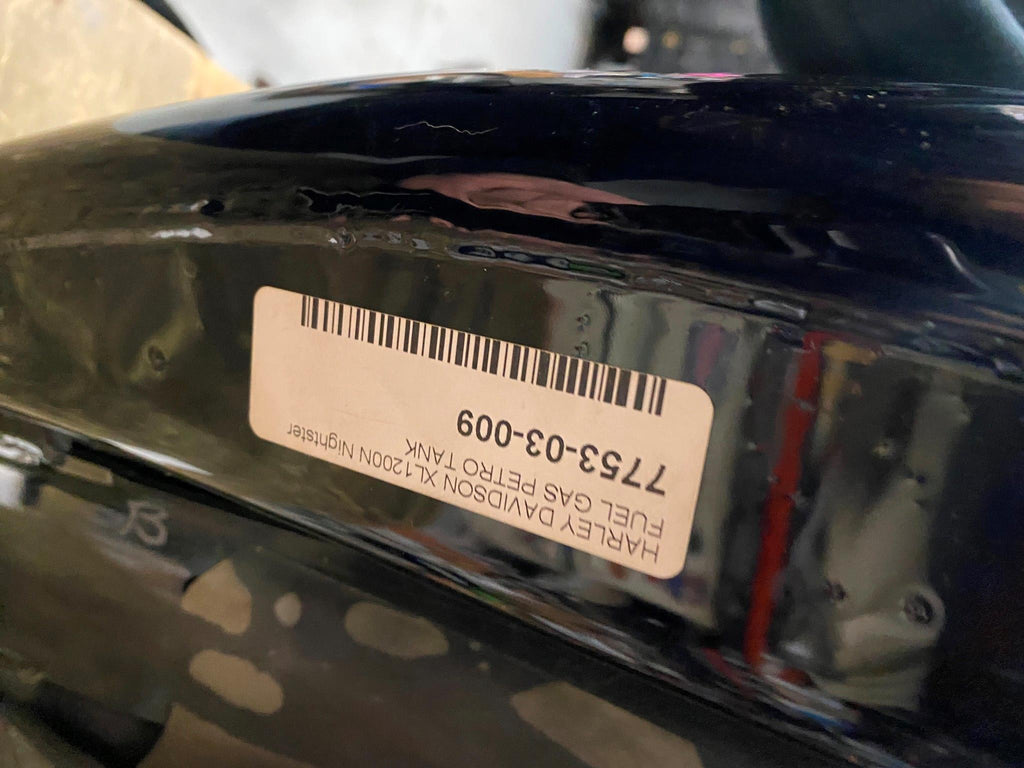 HARLEY DAVIDSON XL1200N Nightster
FUEL GAS PETRO TANK
7753-03-009